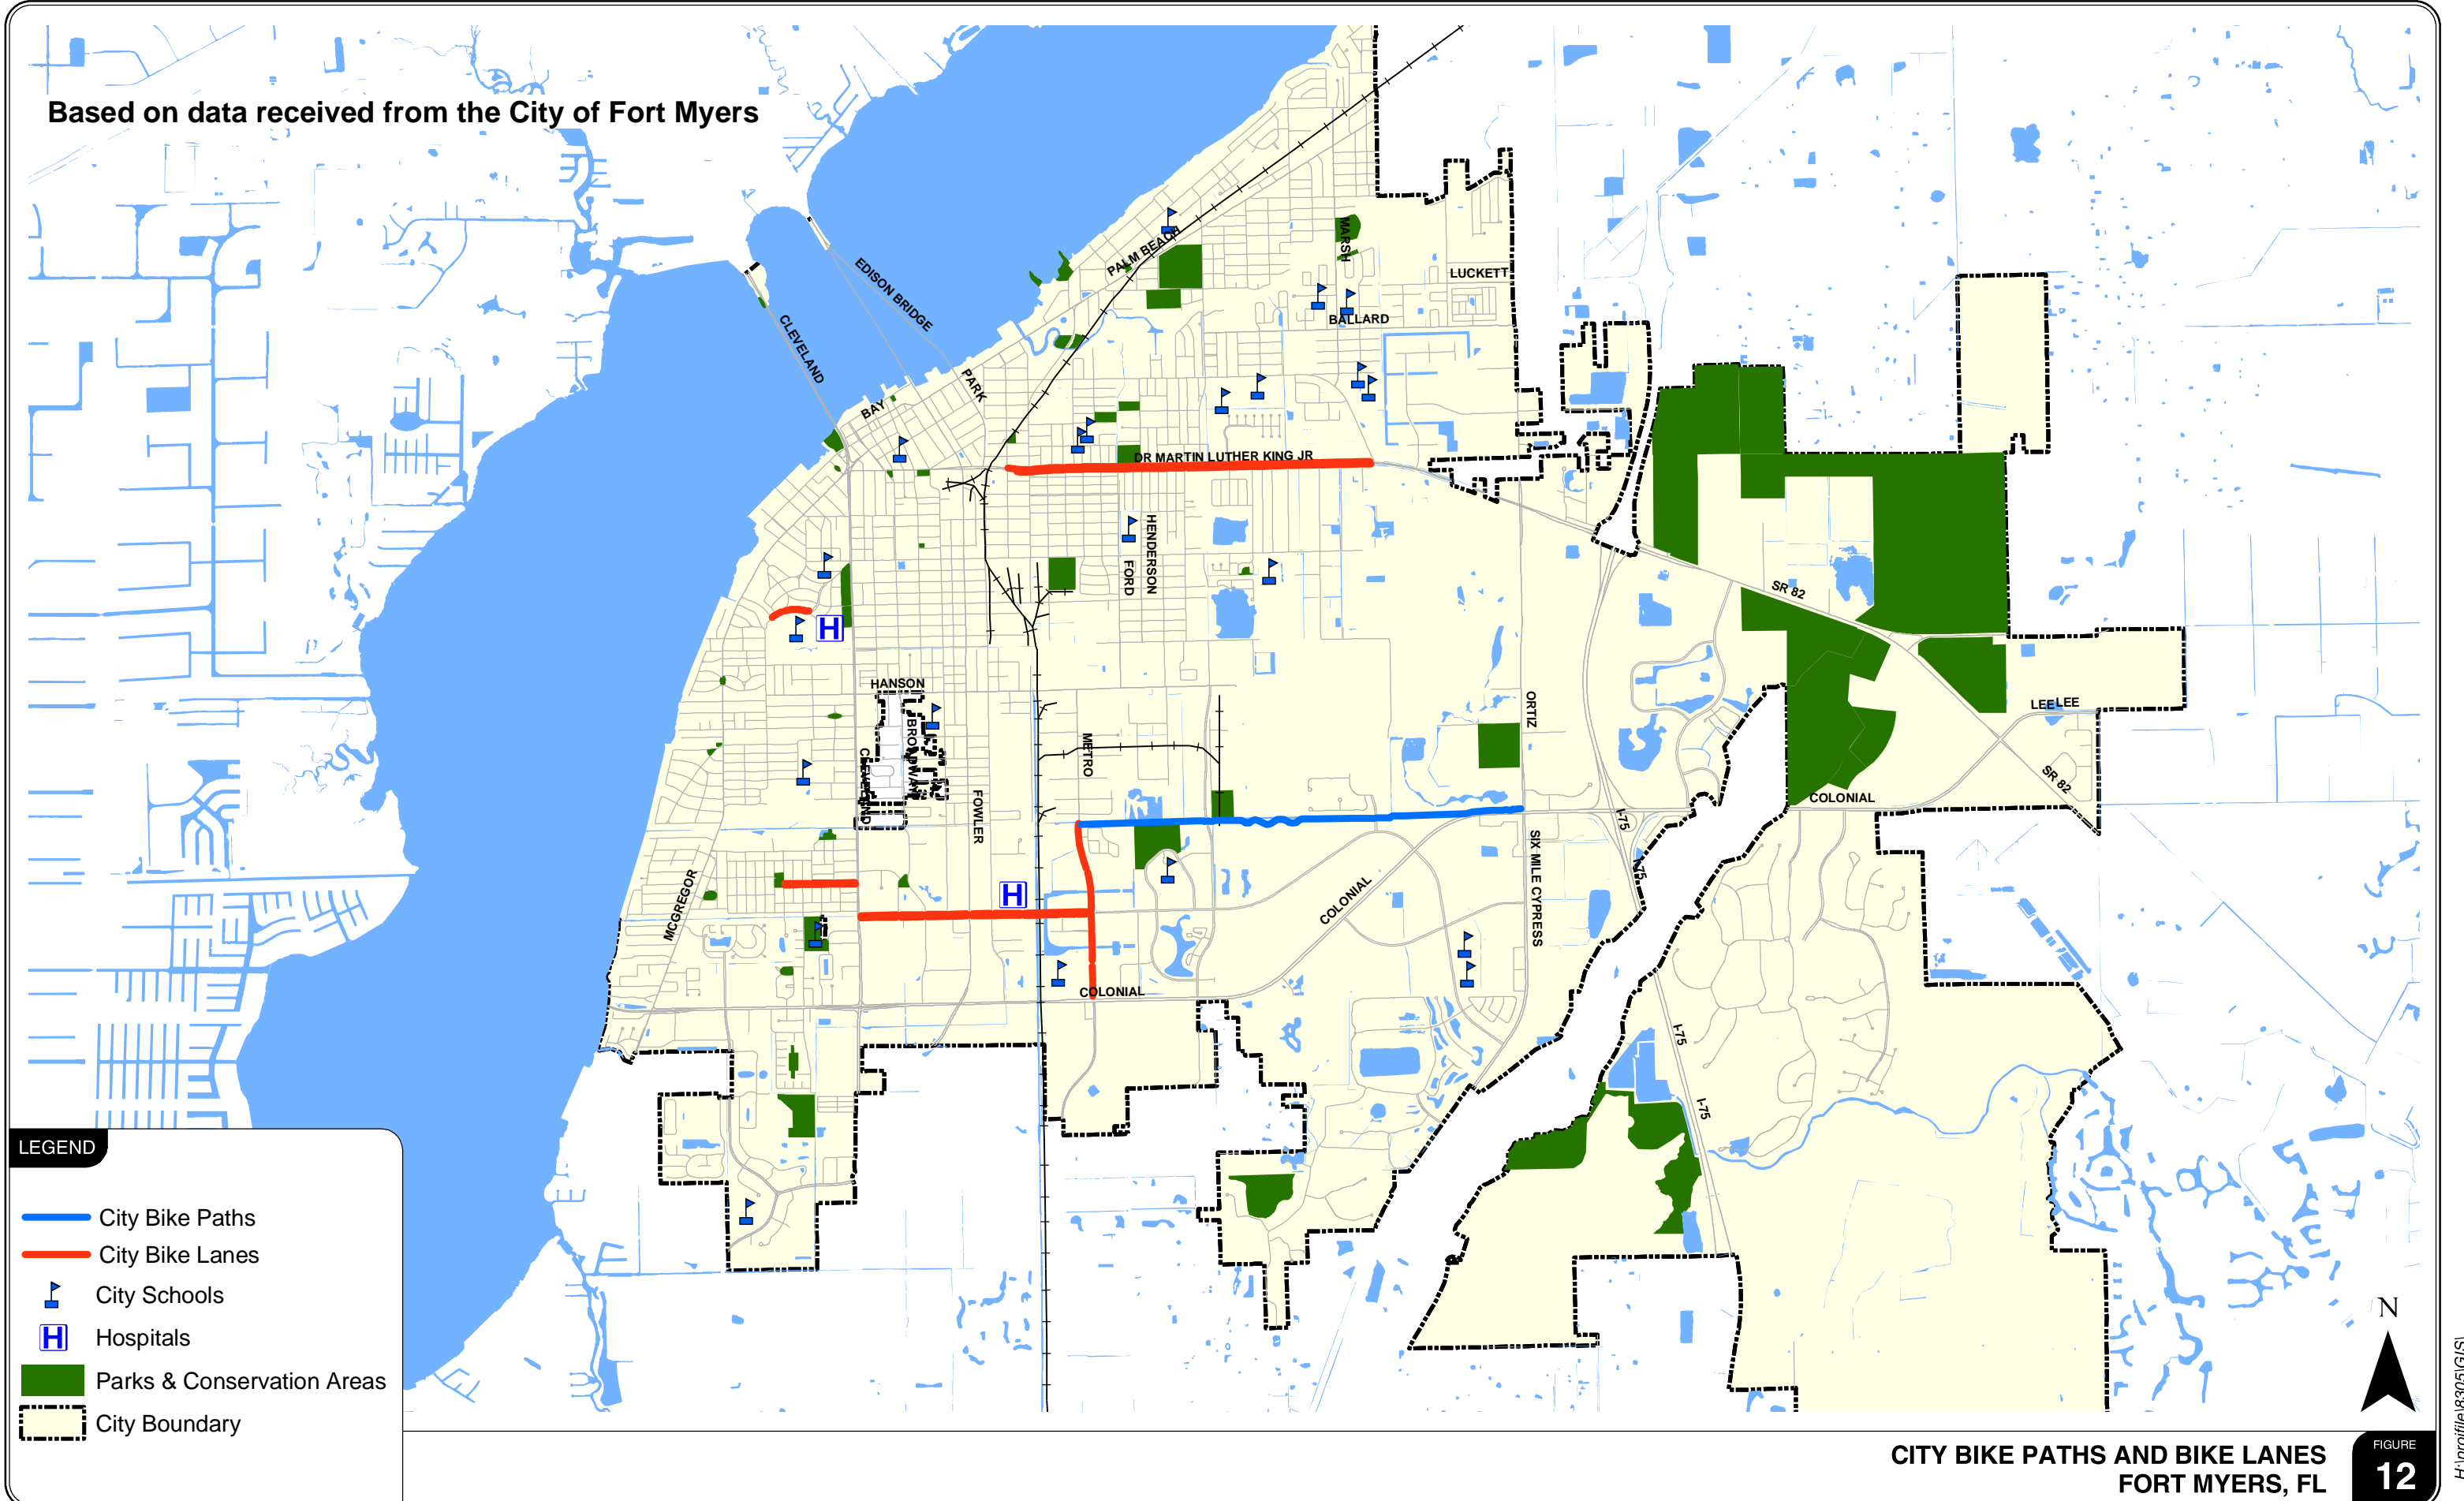 Based on data received from the City of Fort Myers
MARSH
PALM BEACH
LUCKETT
EDISON BRIDGE
CLEVELAND
BALLARD
PARK
BAY
DR MARTIN LUTHER KING JR
HENDERSON
FORD
SR 82
HANSON
ORTIZ
LEE LEE
BROADWAY
METRO
CLEVELAND
SR 82
COLONIAL
FOWLER
I-75
SIX MILE CYPRESS
I-75
MCGREGOR
COLONIAL
COLONIAL
I-75
I-75
H
H
LEGEND
City Bike Paths
City Bike Lanes
City Schools
H Hospitals
Parks & Conservation Areas
City Boundary
N
CITY BIKE PATHS AND BIKE LANES
FORT MYERS, FL
FIGURE
12